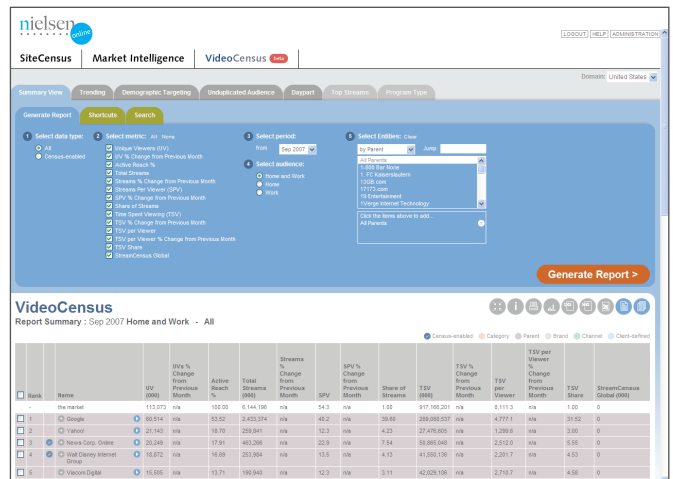 nielsen
online
LOGOUT HELP ADMINISTRATION
SiteCensus Market Intelligence VideoCensus beta
Domain: United States
Summary View Trending Demographic Targeting Unduplicated Audience Daypart Top Streams Program Type
Generate Report Shortcuts Search
1 Select data type:
All
Census-enabled
2 Select metric: All None
Unique Viewers (UV)
UV % Change from Previous Month
Active Reach %
Total Streams
Streams % Change from Previous Month
Streams Per Viewer (SPV)
SPV % Change from Previous Month
Share of Streams
Time Spent Viewing (TSV)
TSV % Change from Previous Month
TSV per Viewer
TSV per Viewer % Change from Previous Month
TSV Share
StreamCensus Global
3 Select period:
from Sep 2007
4 Select audience:
Home and Work
Home
Work
5 Select Entities: Clear
by Parent Jump:
All Parents
1-800 Bar None
1. FC Kaiserslautern
13GB.com
17173.com
19 Entertainment
1Verge Internet Technology
Click the items above to add...
All Parents
Generate Report >
VideoCensus
Report Summary : Sep 2007 Home and Work - All
Census-enabled Category Parent Brand Channel Client-defined
Rank Name UV (000) UVs % Change from Previous Month Active Reach % Total Streams (000) Streams % Change from Previous Month SPV SPV % Change from Previous Month Share of Streams TSV (000) TSV % Change from Previous Month TSV per Viewer TSV per Viewer % Change from Previous Month TSV Share StreamCensus Global (000)
- the market 113,073 n/a 100.00 6,144,196 n/a 54.3 n/a 1.00 917,166,201 n/a 8,111.3 n/a 1.00 0
1 Google 60,514 n/a 53.52 2,433,374 n/a 40.2 n/a 39.60 289,080,537 n/a 4,777.1 n/a 31.52 0
2 Yahoo! 21,143 n/a 18.70 259,841 n/a 12.3 n/a 4.23 27,476,605 n/a 1,299.6 n/a 3.00 0
3 News Corp. Online 20,249 n/a 17.91 463,266 n/a 22.9 n/a 7.54 50,865,048 n/a 2,512.0 n/a 5.55 0
4 Walt Disney Internet Group 18,872 n/a 16.69 253,984 n/a 13.5 n/a 4.13 41,550,136 n/a 2,201.7 n/a 4.53 0
5 Viacom Digital 15,505 n/a 13.71 190,940 n/a 12.3 n/a 3.11 42,029,106 n/a 2,710.7 n/a 4.58 0